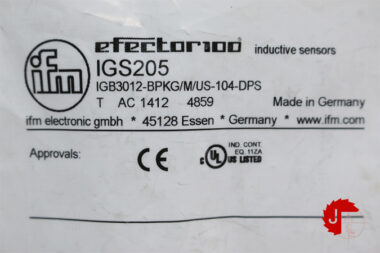 efector100 inductive sensors
ifm
IGS205
IGB3012-BPKG/M/US-104-DPS
T AC 1412 4859 Made in Germany
ifm electronic gmbh * 45128 Essen * Germany * www.ifm.com
Approvals: CE UL IND. CONT. EQ. 11ZA
C US LISTED